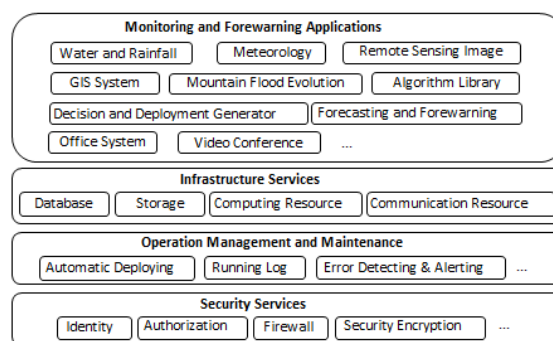 Monitoring and Forewarning Applications
Water and Rainfall Meteorology Remote Sensing Image
GIS System Mountain Flood Evolution Algorithm Library
Decision and Deployment Generator Forecasting and Forewarning
Office System Video Conference ...
Infrastructure Services
Database Storage Computing Resource Communication Resource
Operation Management and Maintenance
Automatic Deploying Running Log Error Detecting & Alerting ...
Security Services
Identity Authorization Firewall Security Encryption ...